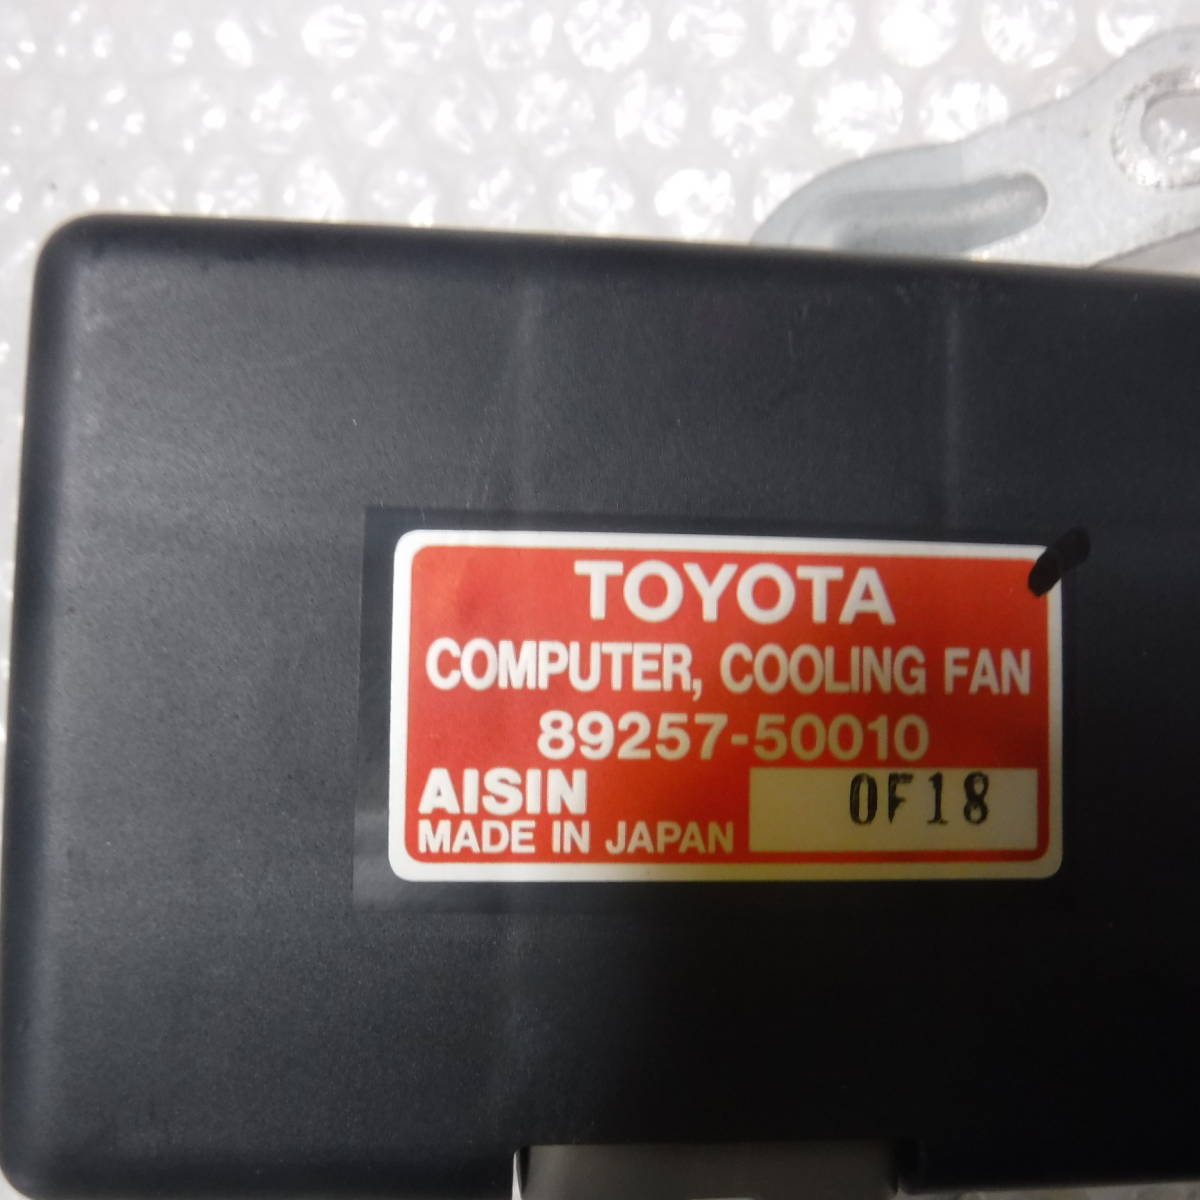 TOYOTA
COMPUTER, COOLING FAN
89257-50010
AISIN
0F18
MADE IN JAPAN